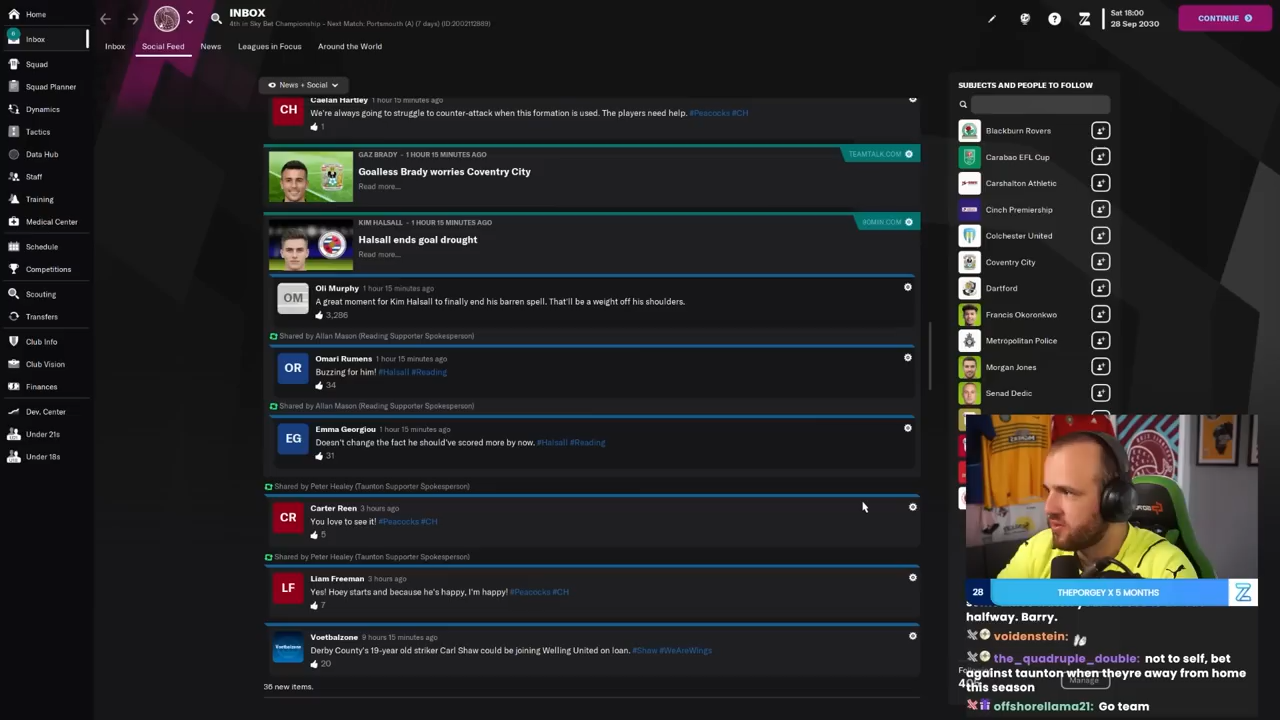 Home
Inbox
Squad
Squad Planner
Dynamics
Tactics
Data Hub
Staff
Training
Medical Center
Schedule
Competitions
Scouting
Transfers
Club Info
Club Vision
Finances
Dev. Center
Under 21s
Under 18s
INBOX
4th in Sky Bet Championship - Next Match: Portsmouth (A) (7 days) (ID:2002112889)
Sat 18:00
28 Sep 2030
CONTINUE
Inbox
Social Feed
News
Leagues in Focus
Around the World
News + Social
CH
Caelan Hartley 1 hour 15 minutes ago
We're always going to struggle to counter-attack when this formation is used. The players need help. #Peacocks #CH
1
GAZ BRADY - 1 HOUR 15 MINUTES AGO
TEAMTALK.COM
Goalless Brady worries Coventry City
Read more...
KIM HALSALL - 1 HOUR 15 MINUTES AGO
90MIN.COM
Halsall ends goal drought
Read more...
OM
Oli Murphy 1 hour 15 minutes ago
A great moment for Kim Halsall to finally end his barren spell. That'll be a weight off his shoulders.
3,286
Shared by Allan Mason (Reading Supporter Spokesperson)
OR
Omari Rumens 1 hour 15 minutes ago
Buzzing for him! #Halsall #Reading
34
Shared by Allan Mason (Reading Supporter Spokesperson)
EG
Emma Georgiou 1 hour 15 minutes ago
Doesn't change the fact he should've scored more by now. #Halsall #Reading
31
Shared by Peter Healey (Taunton Supporter Spokesperson)
CR
Carter Reen 3 hours ago
You love to see it! #Peacocks #CH
5
Shared by Peter Healey (Taunton Supporter Spokesperson)
LF
Liam Freeman 3 hours ago
Yes! Hoey starts and because he's happy, I'm happy! #Peacocks #CH
7
Voetbalzone
Voetbalzone 9 hours 15 minutes ago
Derby County's 19-year old striker Carl Shaw could be joining Welling United on loan. #Shaw #WeAreWings
20
36 new items.
SUBJECTS AND PEOPLE TO FOLLOW
Blackburn Rovers
Carabao EFL Cup
Carshalton Athletic
Cinch Premiership
Colchester United
Coventry City
Dartford
Francis Okoronkwo
Metropolitan Police
Morgan Jones
Senad Dedic
28
THEPORGEY X 5 MONTHS
halfway. Barry.
voidenstein:
the_quadruple_double: not to self, bet
against taunton when theyre away from home
this season
Manage
offshorellama21: Go team